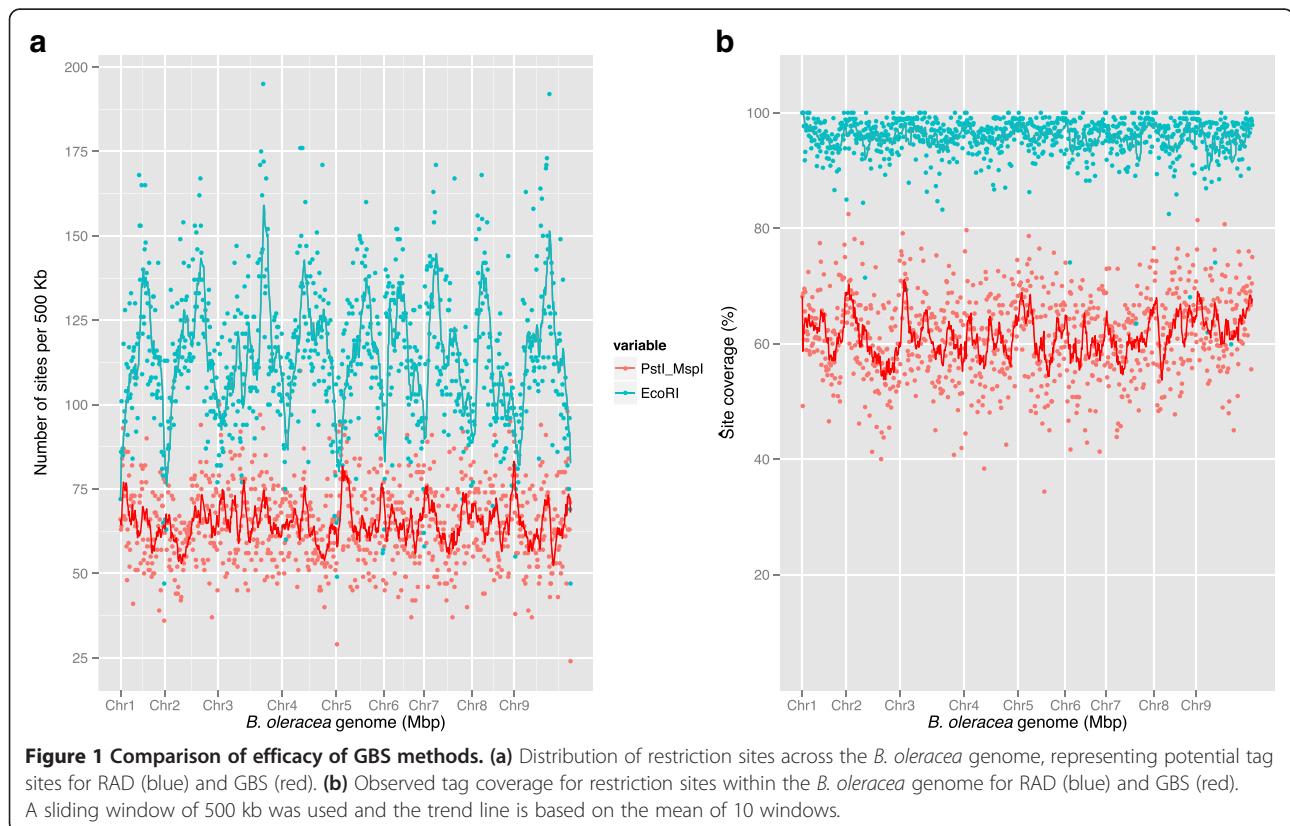 a
b
200
175
150
125
100
75
50
25
Number of sites per 500 Kb
Chr1
Chr2
Chr3
Chr4
Chr5
Chr6
Chr7
Chr8
Chr9
B. oleracea genome (Mbp)
variable
PstI_MspI
EcoRI
100
80
60
40
20
Site coverage (%)
Chr1
Chr2
Chr3
Chr4
Chr5
Chr6
Chr7
Chr8
Chr9
B. oleracea genome (Mbp)
Figure 1 Comparison of efficacy of GBS methods. (a) Distribution of restriction sites across the B. oleracea genome, representing potential tag
sites for RAD (blue) and GBS (red). (b) Observed tag coverage for restriction sites within the B. oleracea genome for RAD (blue) and GBS (red).
A sliding window of 500 kb was used and the trend line is based on the mean of 10 windows.